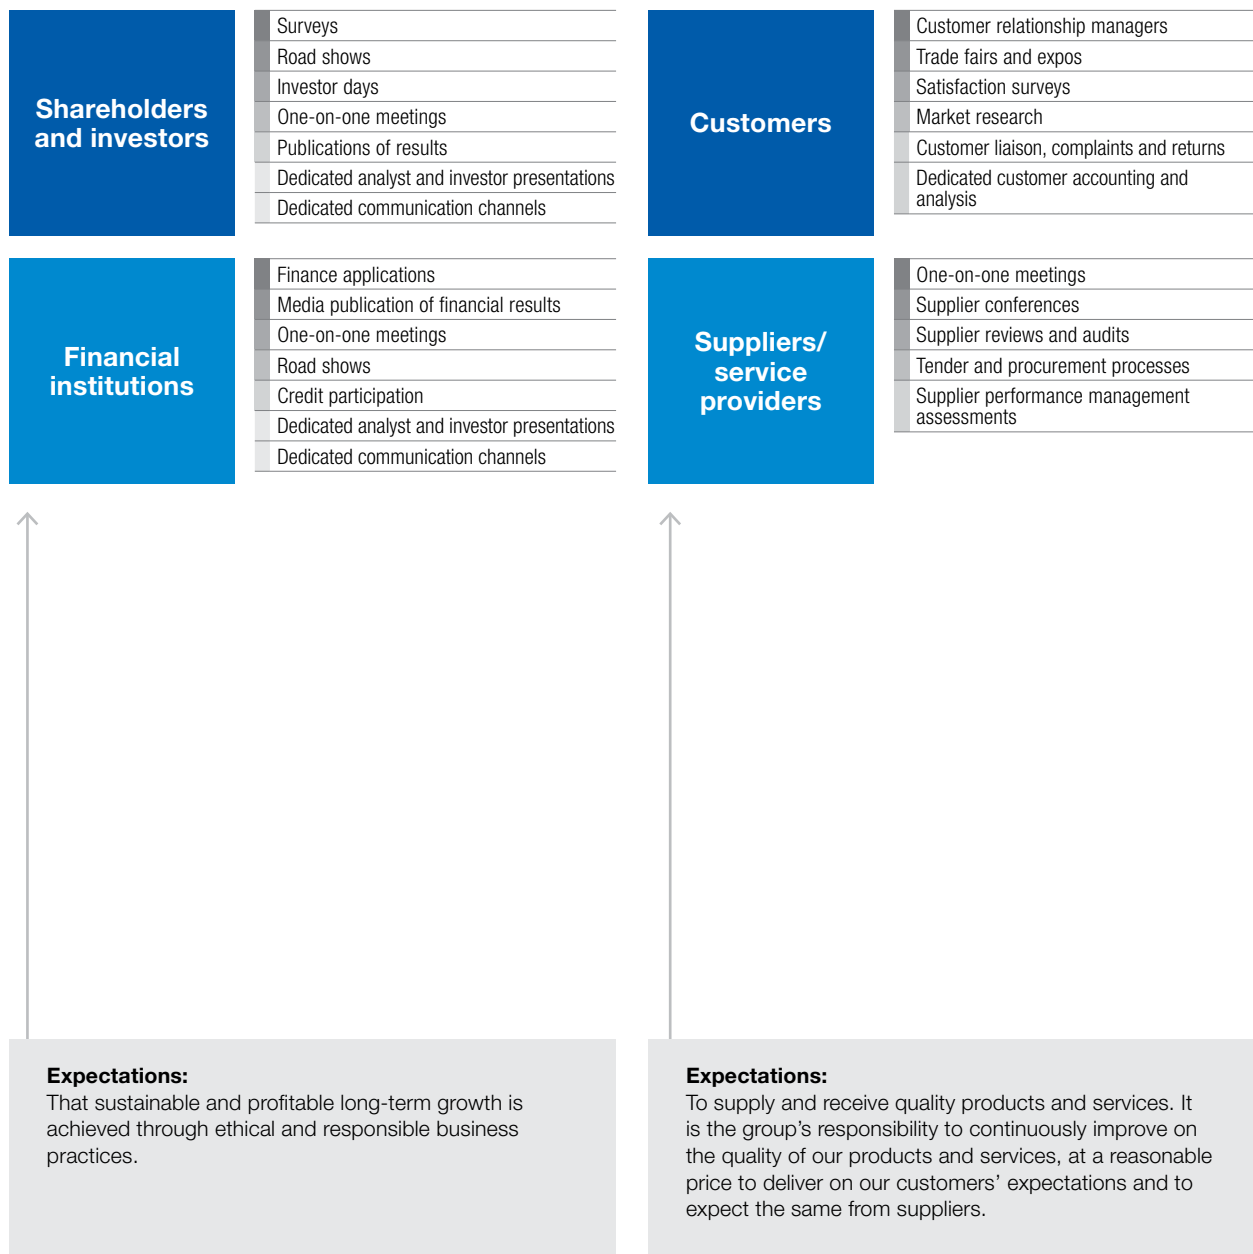 Shareholders
and investors
Surveys
Road shows
Investor days
One-on-one meetings
Publications of results
Dedicated analyst and investor presentations
Dedicated communication channels
Customers
Customer relationship managers
Trade fairs and expos
Satisfaction surveys
Market research
Customer liaison, complaints and returns
Dedicated customer accounting and
analysis
Financial
institutions
Finance applications
Media publication of financial results
One-on-one meetings
Road shows
Credit participation
Dedicated analyst and investor presentations
Dedicated communication channels
Suppliers/
service
providers
One-on-one meetings
Supplier conferences
Supplier reviews and audits
Tender and procurement processes
Supplier performance management
assessments
Expectations:
That sustainable and profitable long-term growth is
achieved through ethical and responsible business
practices.
Expectations:
To supply and receive quality products and services. It
is the group’s responsibility to continuously improve on
the quality of our products and services, at a reasonable
price to deliver on our customers’ expectations and to
expect the same from suppliers.